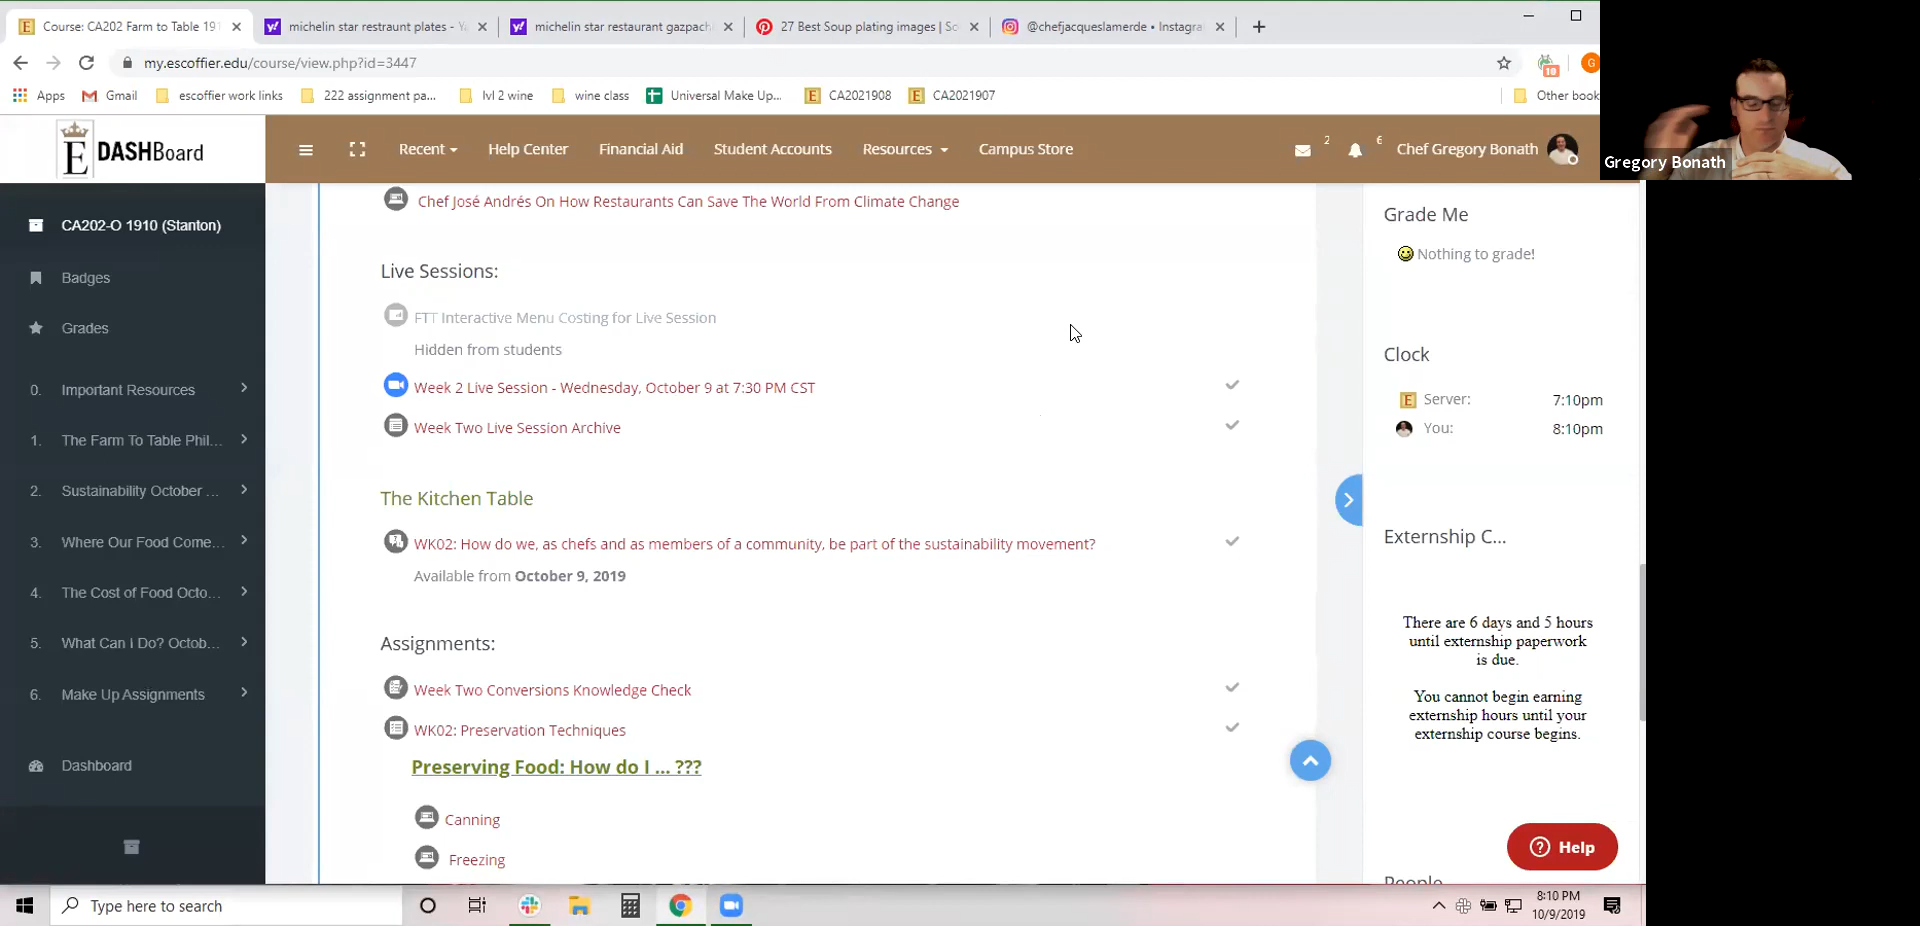 Course: CA202 Farm to Table 191
michelin star restraunt plates - Ya
michelin star restaurant gazpach
27 Best Soup plating images | So
@chefjacqueslamerde • Instagra
my.escoffier.edu/course/view.php?id=3447
10
G
Apps
Gmail
escoffier work links
222 assignment pa...
lvl 2 wine
wine class
Universal Make Up...
CA2021908
CA2021907
Other book
E DASHBoard
Recent
Help Center
Financial Aid
Student Accounts
Resources
Campus Store
2
6
Chef Gregory Bonath
Gregory Bonath
CA202-O 1910 (Stanton)
Badges
Grades
0. Important Resources
1. The Farm To Table Phil...
2. Sustainability October ...
3. Where Our Food Come...
4. The Cost of Food Octo...
5. What Can I Do? Octob...
6. Make Up Assignments
Dashboard
Chef José Andrés On How Restaurants Can Save The World From Climate Change
Live Sessions:
FTT Interactive Menu Costing for Live Session
Hidden from students
Week 2 Live Session - Wednesday, October 9 at 7:30 PM CST
Week Two Live Session Archive
The Kitchen Table
WK02: How do we, as chefs and as members of a community, be part of the sustainability movement?
Available from October 9, 2019
Assignments:
Week Two Conversions Knowledge Check
WK02: Preservation Techniques
Preserving Food: How do I ... ???
Canning
Freezing
Grade Me
Nothing to grade!
Clock
E Server: 7:10pm
You: 8:10pm
Externship C...
There are 6 days and 5 hours
until externship paperwork
is due.
You cannot begin earning
externship hours until your
externship course begins.
Help
People
Type here to search
8:10 PM
10/9/2019